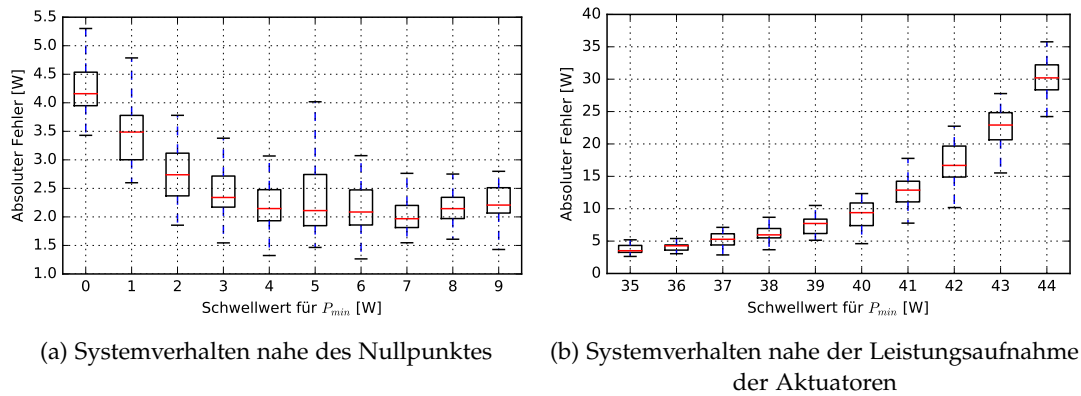 5.5
5.0
4.5
4.0
3.5
3.0
2.5
2.0
1.5
1.0
Absoluter Fehler [W]
0 1 2 3 4 5 6 7 8 9
Schwellwert für P_min [W]
(a) Systemverhalten nahe des Nullpunktes
40
35
30
25
20
15
10
5
0
Absoluter Fehler [W]
35 36 37 38 39 40 41 42 43 44
Schwellwert für P_min [W]
(b) Systemverhalten nahe der Leistungsaufnahme
der Aktuatoren